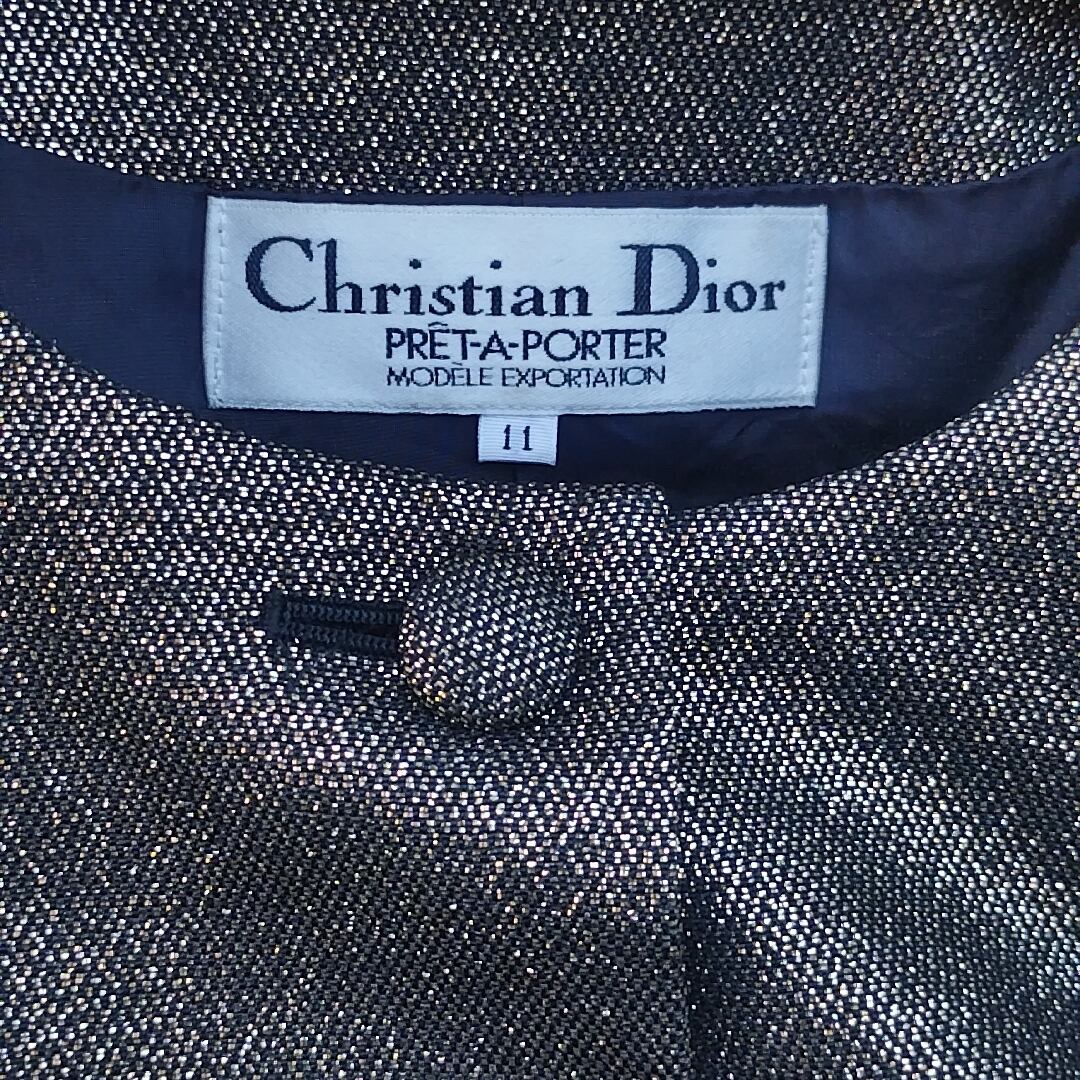 Christian Dior
PRÊT-A-PORTER
MODÈLE EXPORTATION
11